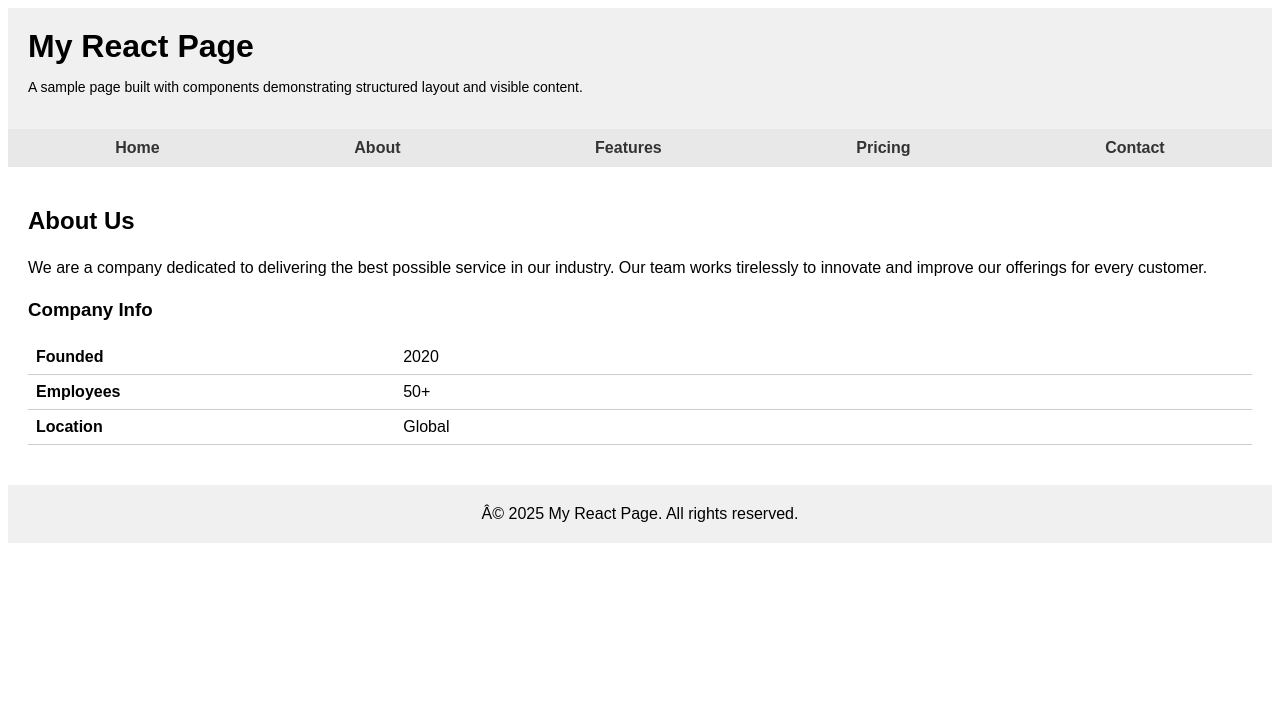 My React Page
A sample page built with components demonstrating structured layout and visible content.
Home About Features Pricing Contact
About Us
We are a company dedicated to delivering the best possible service in our industry. Our team works tirelessly to innovate and improve our offerings for every customer.
Company Info
Founded 2020
Employees 50+
Location Global
Â© 2025 My React Page. All rights reserved.